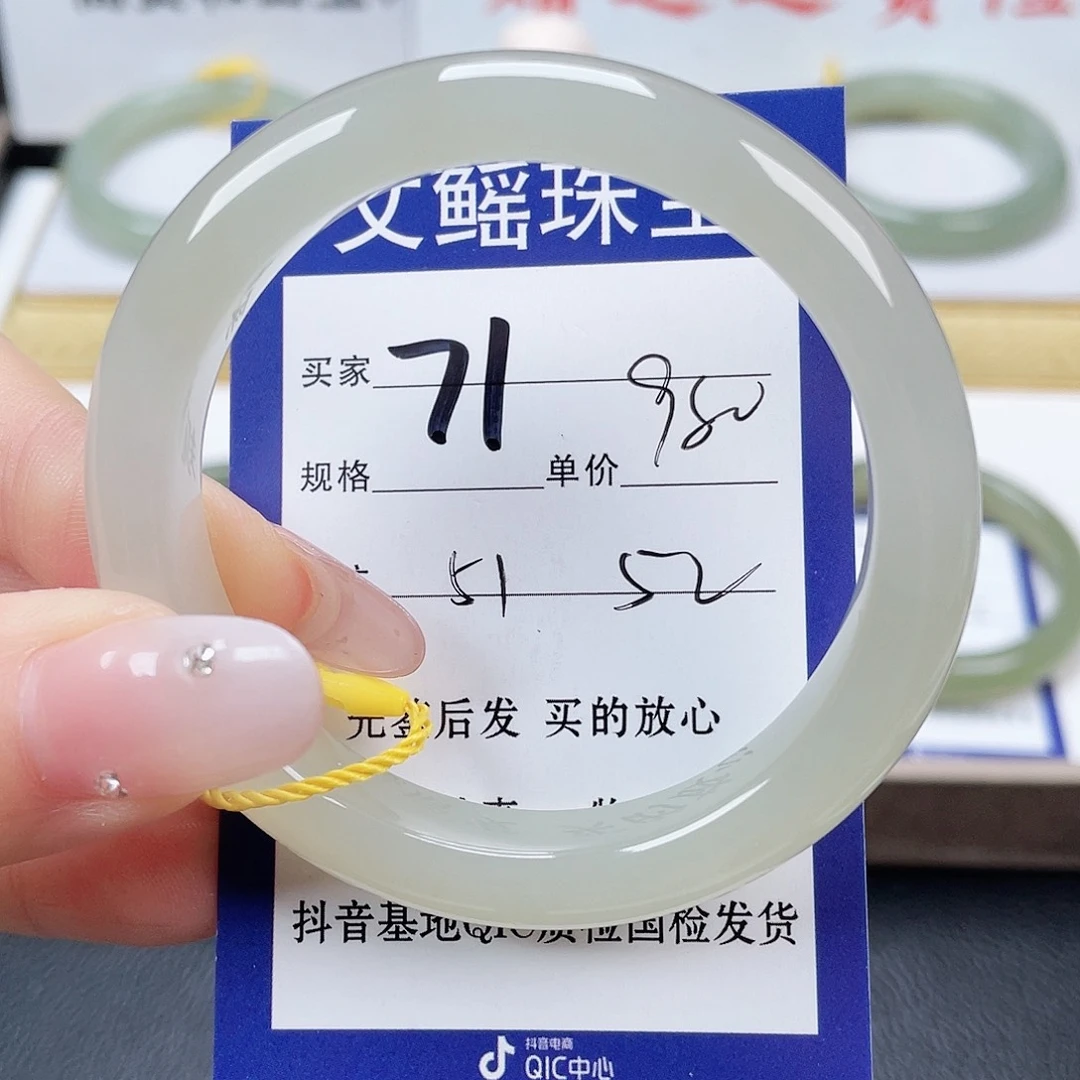 文鳐珠宝
买家 71 980
规格 单价
51 52
先鉴后发 买的放心
抖音基地QIC质检国检发货
抖音电商
QIC中心